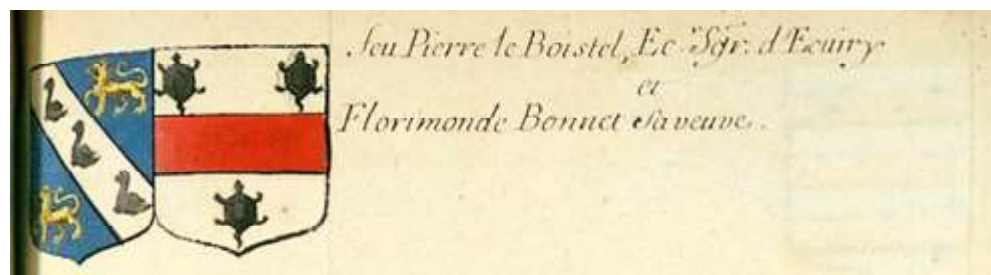 feu Pierre le Boistel, Ec. Sgr. d'Ecuiry
et
Florimonde Bonnet sa veuve.